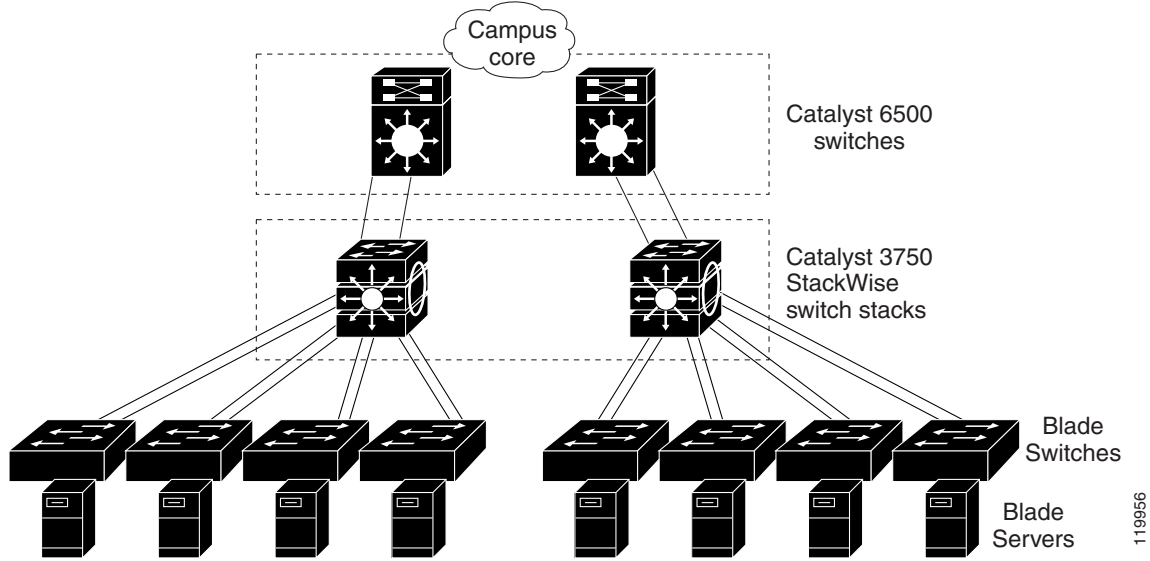 Campus
core
Catalyst 6500
switches
Catalyst 3750
StackWise
switch stacks
Blade
Switches
Blade
Servers
119956